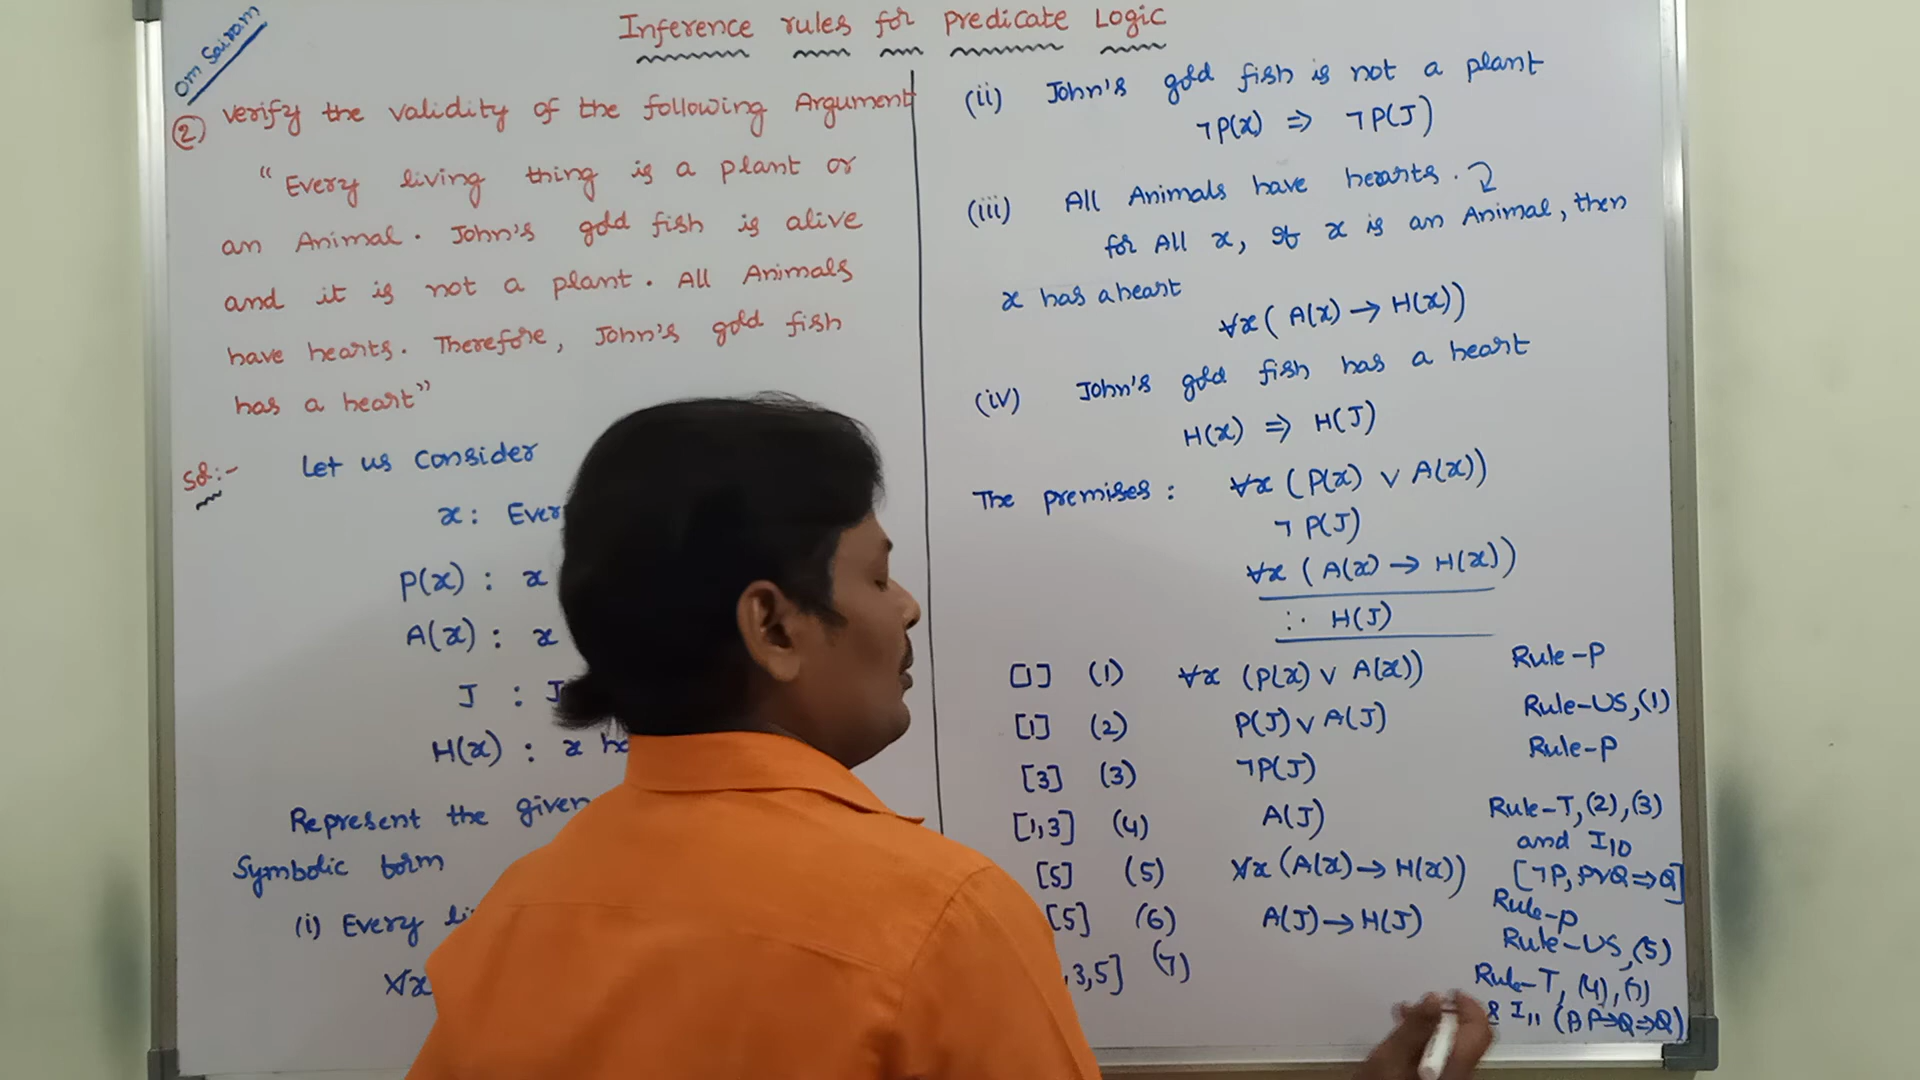 Inference rules for predicate Logic
Om Sairam
(2) Verify the validity of the following Argument
"Every living thing is a plant or
an Animal. John's gold fish is alive
and it is not a plant. All Animals
have hearts. Therefore, John's gold fish
has a heart"
Sol:- Let us consider
x: Every
P(x) : x
A(x) : x
J : J
H(x) : x ha
Represent the given
Symbolic form
(i) Every li
∀x
(ii) John's gold fish is not a plant
¬P(x) ⇒ ¬P(J)
(iii) All Animals have hearts.
for All x, If x is an Animal, then
x has a heart
∀x (A(x) → H(x))
(iv) John's gold fish has a heart
H(x) ⇒ H(J)
The premises : ∀x (P(x) ∨ A(x))
¬P(J)
∀x (A(x) → H(x))
∴ H(J)
[1] (1) ∀x (P(x) ∨ A(x)) Rule-P
[1] (2) P(J) ∨ A(J) Rule-US,(1)
[3] (3) ¬P(J) Rule-P
[1,3] (4) A(J) Rule-T,(2),(3)
and I10
[¬P, P∨Q⇒Q]
[5] (5) ∀x (A(x) → H(x)) Rule-P
[5] (6) A(J) → H(J) Rule-US,(5)
,3,5] (7) Rule-T, (4),
& I11 (P, P→Q⇒Q)